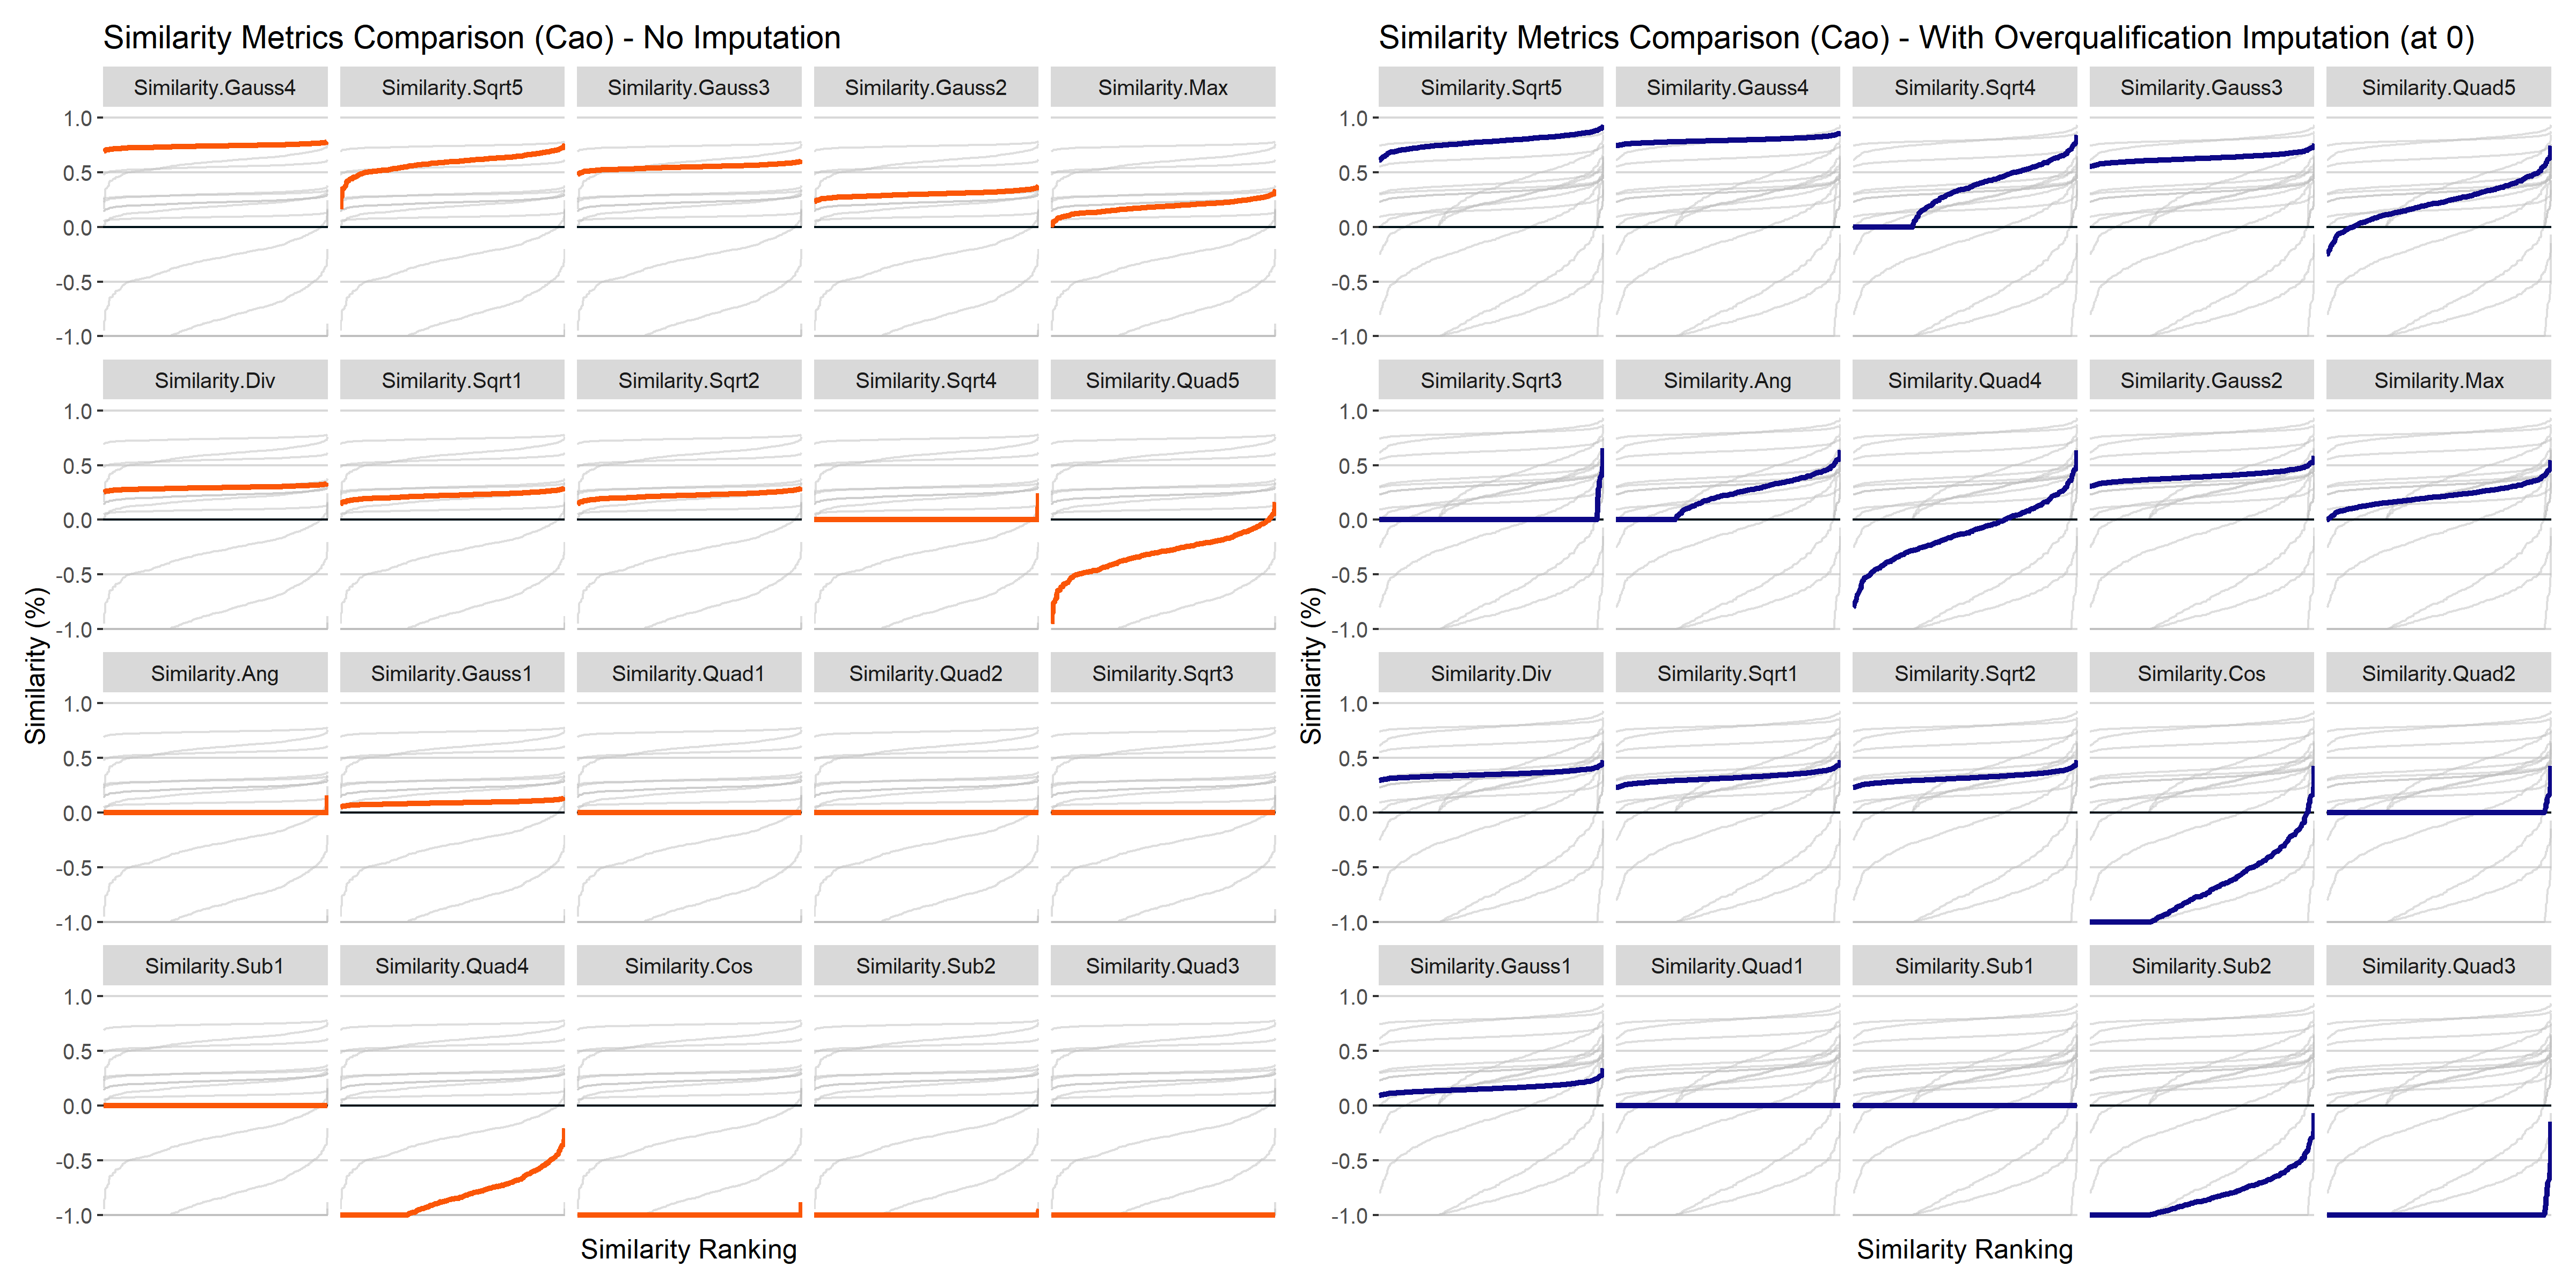 Similarity Metrics Comparison (Cao) - No Imputation
Similarity.Gauss4 Similarity.Sqrt5 Similarity.Gauss3 Similarity.Gauss2 Similarity.Max
1.0
0.5
0.0
-0.5
-1.0
Similarity.Div Similarity.Sqrt1 Similarity.Sqrt2 Similarity.Sqrt4 Similarity.Quad5
1.0
0.5
0.0
-0.5
-1.0
Similarity (%)
Similarity.Ang Similarity.Gauss1 Similarity.Quad1 Similarity.Quad2 Similarity.Sqrt3
1.0
0.5
0.0
-0.5
-1.0
Similarity.Sub1 Similarity.Quad4 Similarity.Cos Similarity.Sub2 Similarity.Quad3
1.0
0.5
0.0
-0.5
-1.0
Similarity Ranking
Similarity Metrics Comparison (Cao) - With Overqualification Imputation (at 0)
Similarity.Sqrt5 Similarity.Gauss4 Similarity.Sqrt4 Similarity.Gauss3 Similarity.Quad5
1.0
0.5
0.0
-0.5
-1.0
Similarity.Sqrt3 Similarity.Ang Similarity.Quad4 Similarity.Gauss2 Similarity.Max
1.0
0.5
0.0
-0.5
-1.0
Similarity (%)
Similarity.Div Similarity.Sqrt1 Similarity.Sqrt2 Similarity.Cos Similarity.Quad2
1.0
0.5
0.0
-0.5
-1.0
Similarity.Gauss1 Similarity.Quad1 Similarity.Sub1 Similarity.Sub2 Similarity.Quad3
1.0
0.5
0.0
-0.5
-1.0
Similarity Ranking